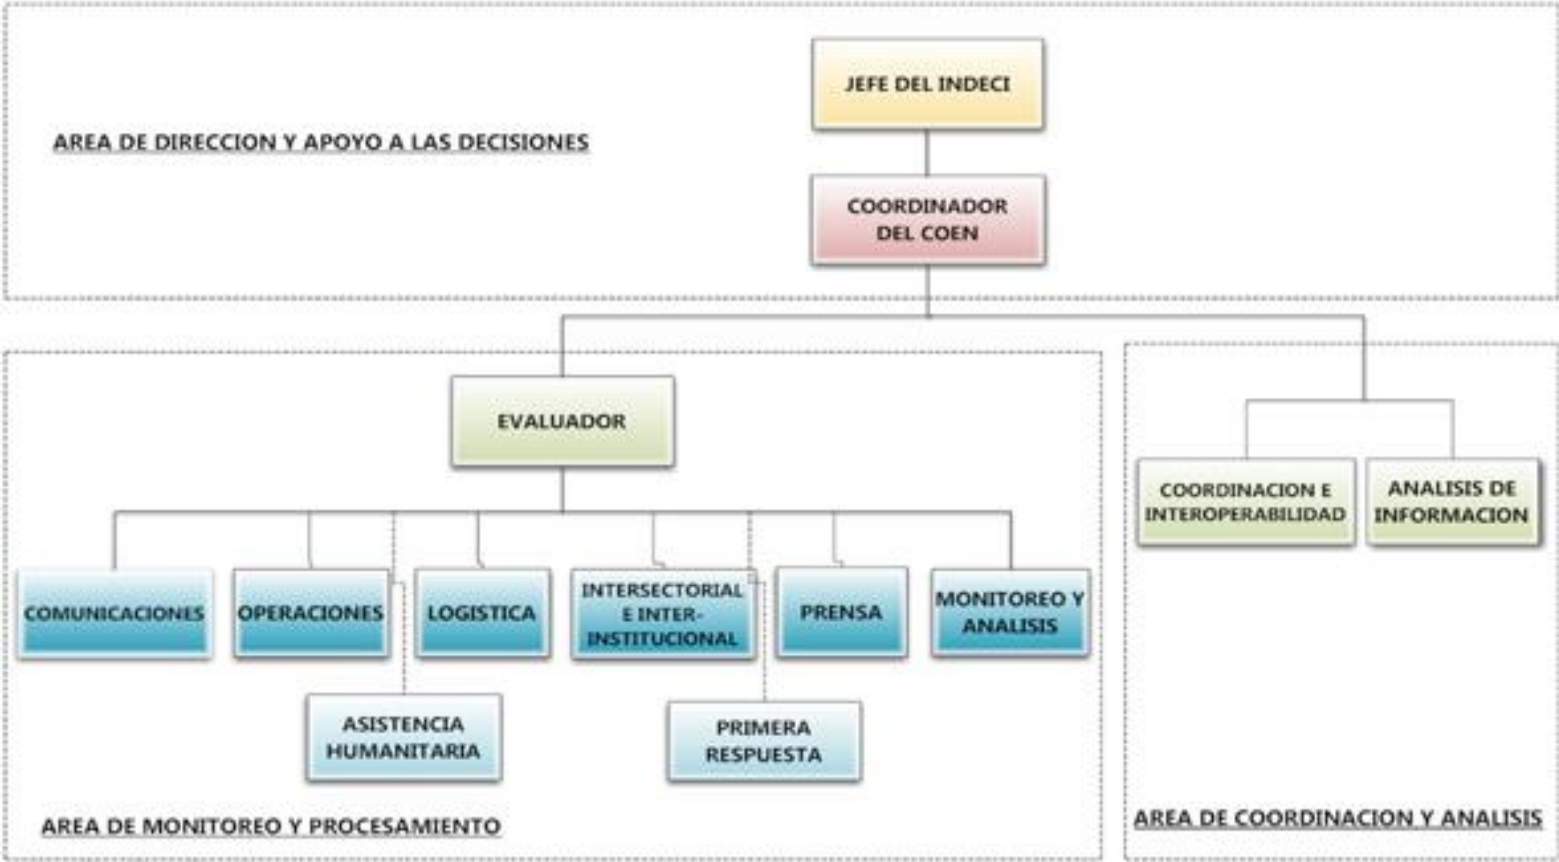 JEFE DEL INDECI
AREA DE DIRECCION Y APOYO A LAS DECISIONES
COORDINADOR
DEL COEN
EVALUADOR
COORDINACION E
INTEROPERABILIDAD
ANALISIS DE
INFORMACION
COMUNICACIONES
OPERACIONES
LOGISTICA
INTERSECTORIAL
E INTER-
INSTITUCIONAL
PRENSA
MONITOREO Y
ANALISIS
ASISTENCIA
HUMANITARIA
PRIMERA
RESPUESTA
AREA DE MONITOREO Y PROCESAMIENTO
AREA DE COORDINACION Y ANALISIS